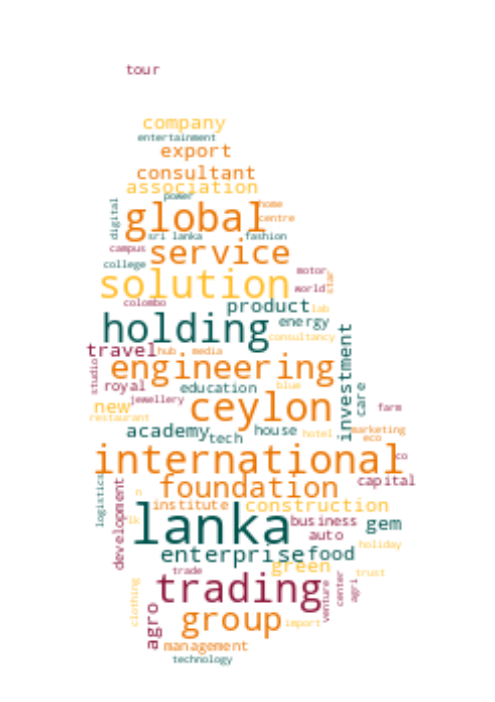 tour
company
entertainment
export
consultant
association
power
digital
global
home
centre
sri lanka
fashion
campus
service
college
solution
motor
world
star
colombo
product
lab
holding
energy
consultancy
travel
hub
media
investment
studio
engineering
royal
education
blue
care
jewellery
new
ceylon
farm
restaurant
academy
tech
house
hotel
marketing
eco
international
co
logistics
development
foundation
capital
n
institute
construction
lk
lanka
business
gem
auto
enterprise
food
holiday
green
trade
trust
clothing
trading
venture
center
agri
agro
group
import
management
technology